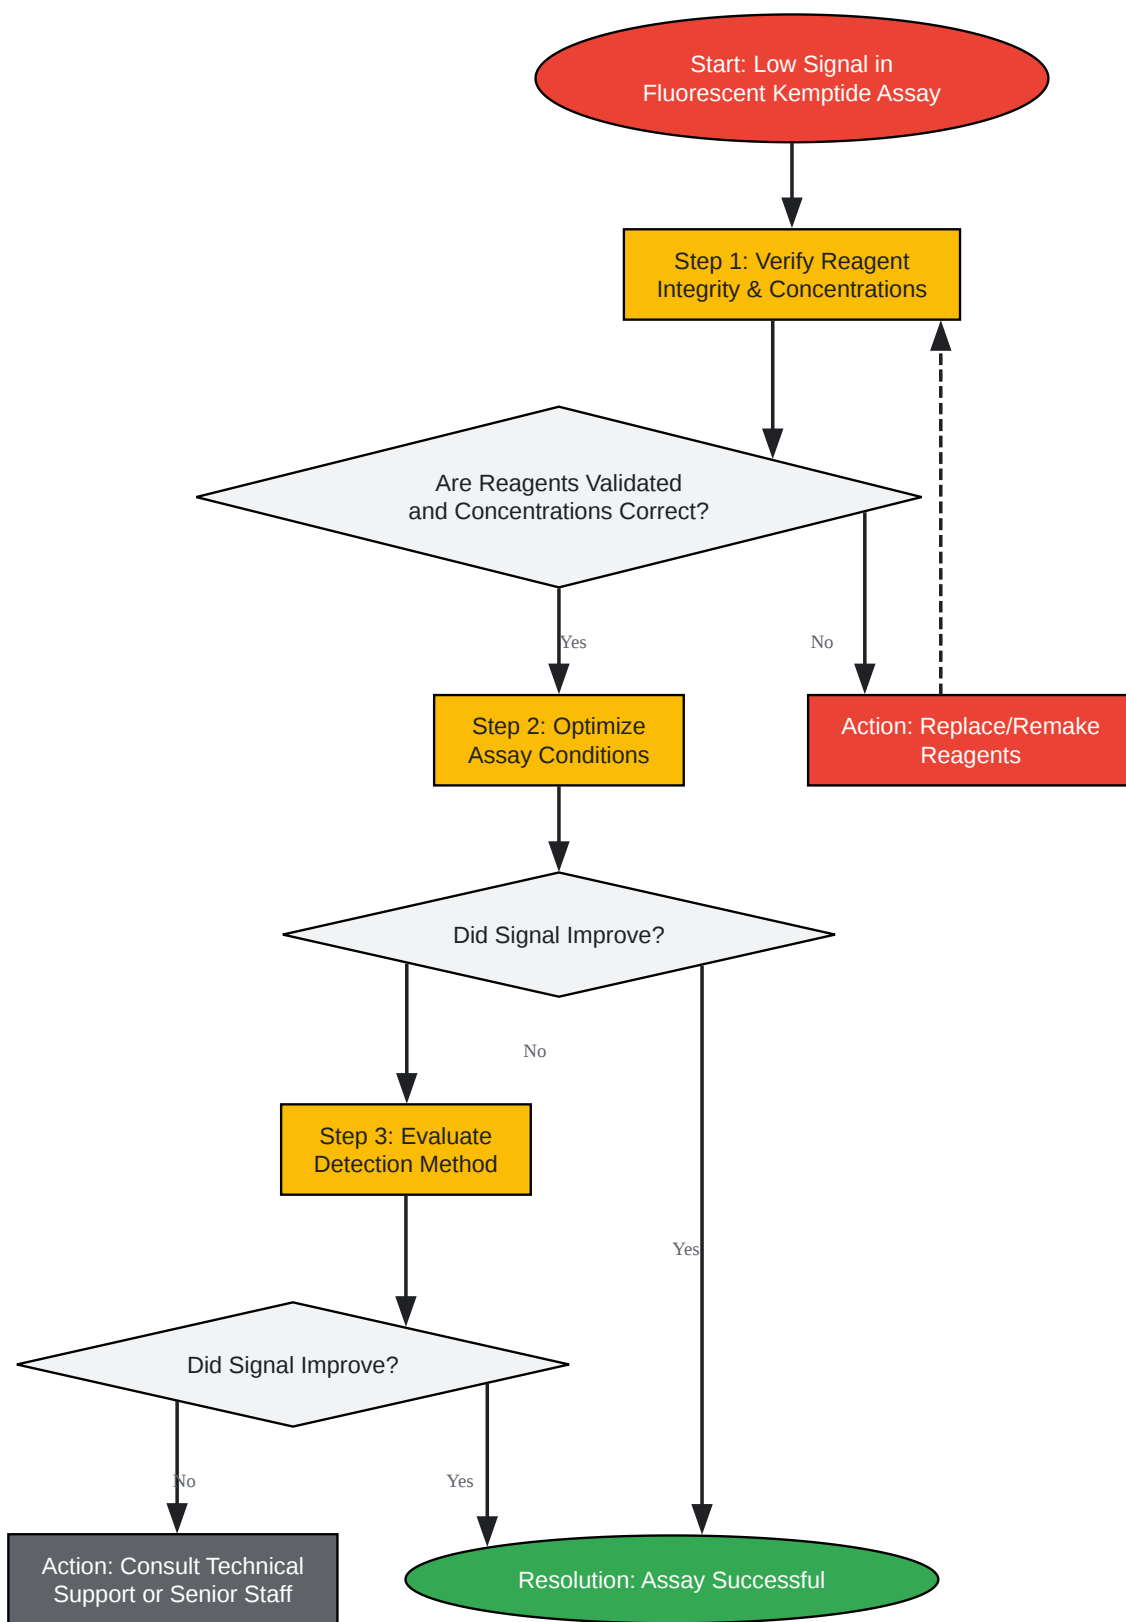 Start: Low Signal in
Fluorescent Kemptide Assay
Step 1: Verify Reagent
Integrity & Concentrations
Are Reagents Validated
and Concentrations Correct?
Yes
No
Step 2: Optimize
Assay Conditions
Action: Replace/Remake
Reagents
Did Signal Improve?
No
Step 3: Evaluate
Detection Method
Yes
Did Signal Improve?
No
Yes
Action: Consult Technical
Support or Senior Staff
Resolution: Assay Successful